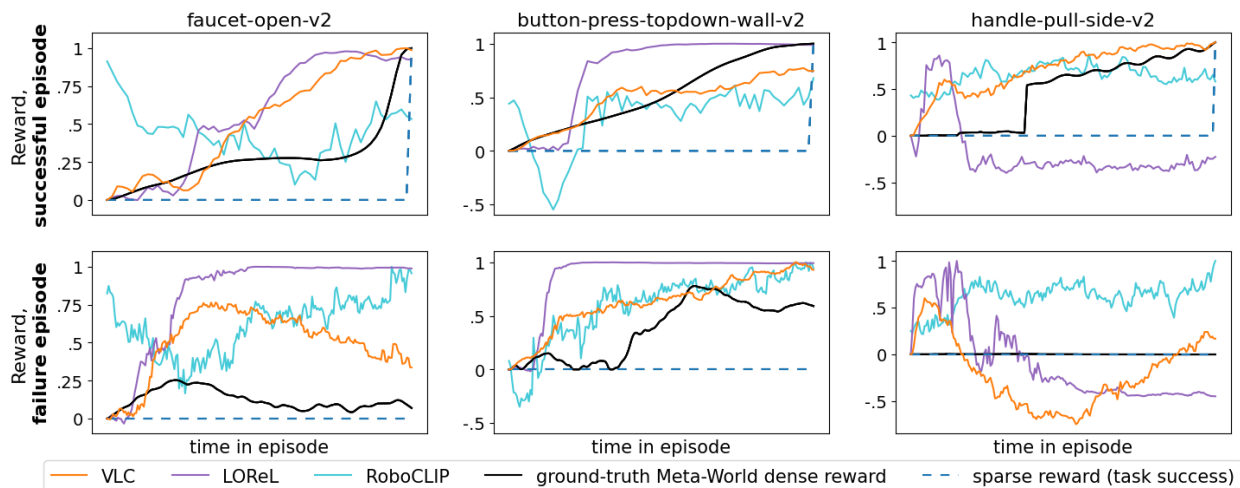 faucet-open-v2
button-press-topdown-wall-v2
handle-pull-side-v2
Reward,
successful episode
1
.75
.5
.25
0
1
.5
0
-.5
1
.5
0
-.5
Reward,
failure episode
1
.75
.5
.25
0
1
.5
0
-.5
1
.5
0
-.5
time in episode
time in episode
time in episode
VLC
LOReL
RoboCLIP
ground-truth Meta-World dense reward
sparse reward (task success)